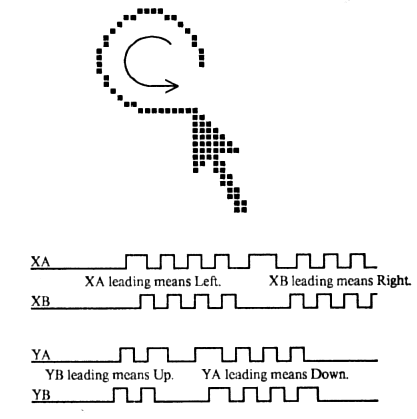 XA
XA leading means Left. XB leading means Right.
XB
YA
YB leading means Up. YA leading means Down.
YB